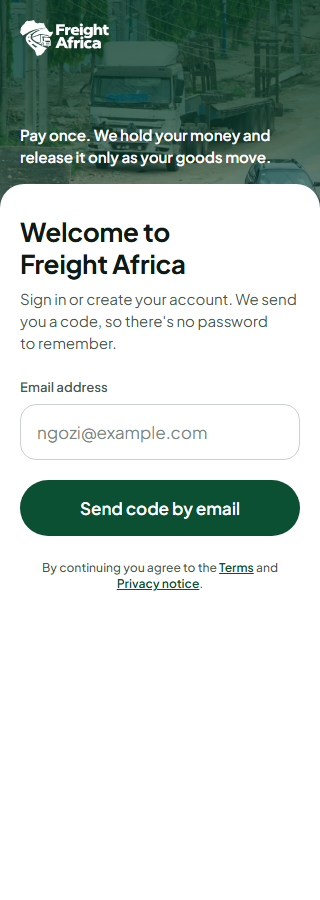 Freight
Africa
Pay once. We hold your money and
release it only as your goods move.
Welcome to
Freight Africa
Sign in or create your account. We send
you a code, so there's no password
to remember.
Email address
ngozi@example.com
Send code by email
By continuing you agree to the Terms and
Privacy notice.